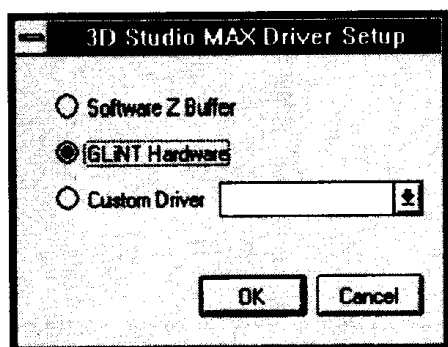 3D Studio MAX Driver Setup
Software Z Buffer
GLiNT Hardware
Custom Driver
OK
Cancel